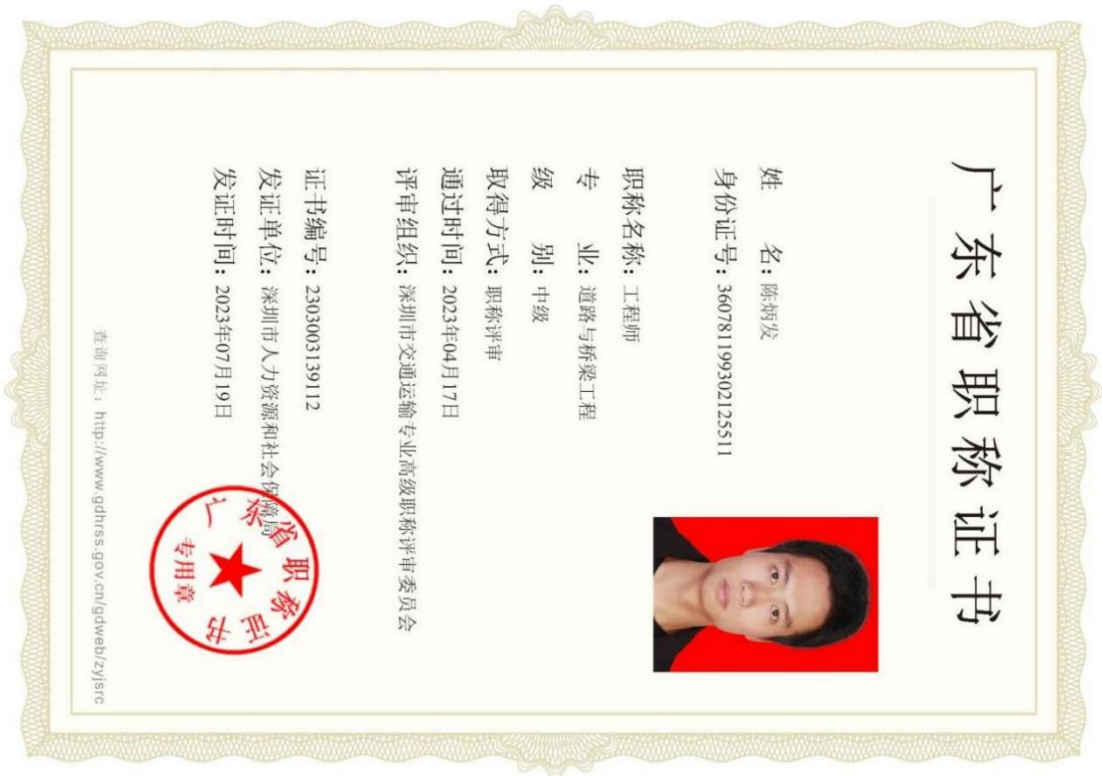 广东省职称证书
姓 名：陈炳发
身份证号：360781199302125511
职称名称：工程师
专 业：道路与桥梁工程
级 别：中级
取得方式：职称评审
通过时间：2023年04月17日
评审组织：深圳市交通运输专业高级职称评审委员会
证书编号：2303003139112
发证单位：深圳市人力资源和社会保障局
发证时间：2023年07月19日
广东省职称证书
专用章
查询网址：http://www.gdhrss.gov.cn/gdweb/zyjsrc